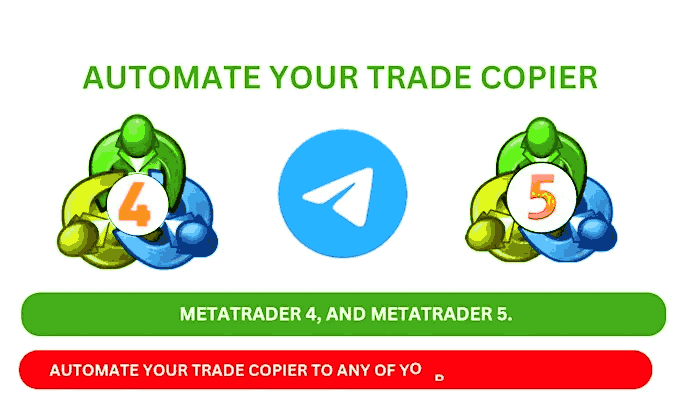 AUTOMATE YOUR TRADE COPIER
4
5
METATRADER 4, AND METATRADER 5.
AUTOMATE YOUR TRADE COPIER TO ANY OF YO